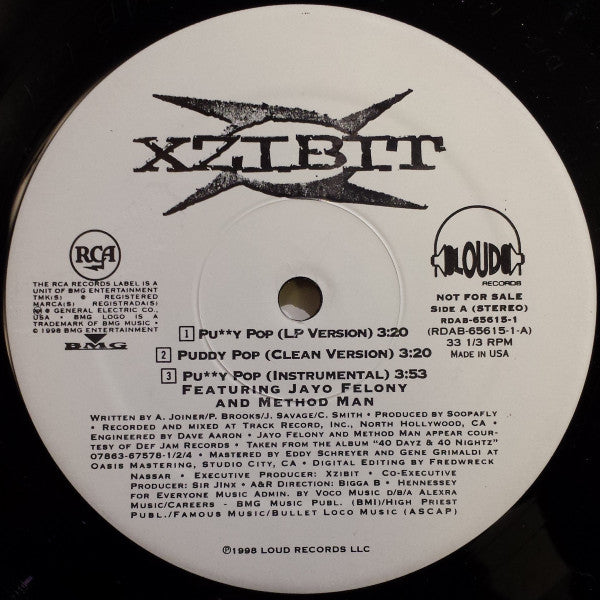 XZIBIT
RCA
THE RCA RECORDS LABEL IS A
UNIT OF BMG ENTERTAINMENT
TMK(S) ® REGISTERED
MARCA(S) REGISTRADA(S)
® GENERAL ELECTRIC CO.,
USA • BMG LOGO IS A
TRADEMARK OF BMG MUSIC •
© 1998 BMG ENTERTAINMENT
BMG
LOUD
RECORDS
NOT FOR SALE
SIDE A (STEREO)
RDAB-65615-1
(RDAB-65615-1-A)
33 1/3 RPM
MADE IN USA
1 PU**Y POP (LP VERSION) 3:20
2 PUDDY POP (CLEAN VERSION) 3:20
3 PU**Y POP (INSTRUMENTAL) 3:53
FEATURING JAYO FELONY
AND METHOD MAN
WRITTEN BY A. JOINER/P. BROOKS/J. SAVAGE/C. SMITH • PRODUCED BY SOOPAFLY
• RECORDED AND MIXED AT TRACK RECORD, INC., NORTH HOLLYWOOD, CA •
ENGINEERED BY DAVE AARON • JAYO FELONY AND METHOD MAN APPEAR COUR-
TESY OF DEF JAM RECORDS • TAKEN FROM THE ALBUM "40 DAYZ & 40 NIGHTZ"
07863-67578-1/2/4 • MASTERED BY EDDY SCHREYER AND GENE GRIMALDI AT
OASIS MASTERING, STUDIO CITY, CA • DIGITAL EDITING BY FREDWRECK
NASSAR • EXECUTIVE PRODUCER: XZIBIT • CO-EXECUTIVE
PRODUCER: SIR JINX • A&R DIRECTION: BIGGA B • HENNESSEY
FOR EVERYONE MUSIC ADMIN. BY VOCO MUSIC D/B/A ALEXRA
MUSIC/CAREERS - BMG MUSIC PUBL. (BMI)/HIGH PRIEST
PUBL./FAMOUS MUSIC/BULLET LOCO MUSIC (ASCAP)
℗1998 LOUD RECORDS LLC